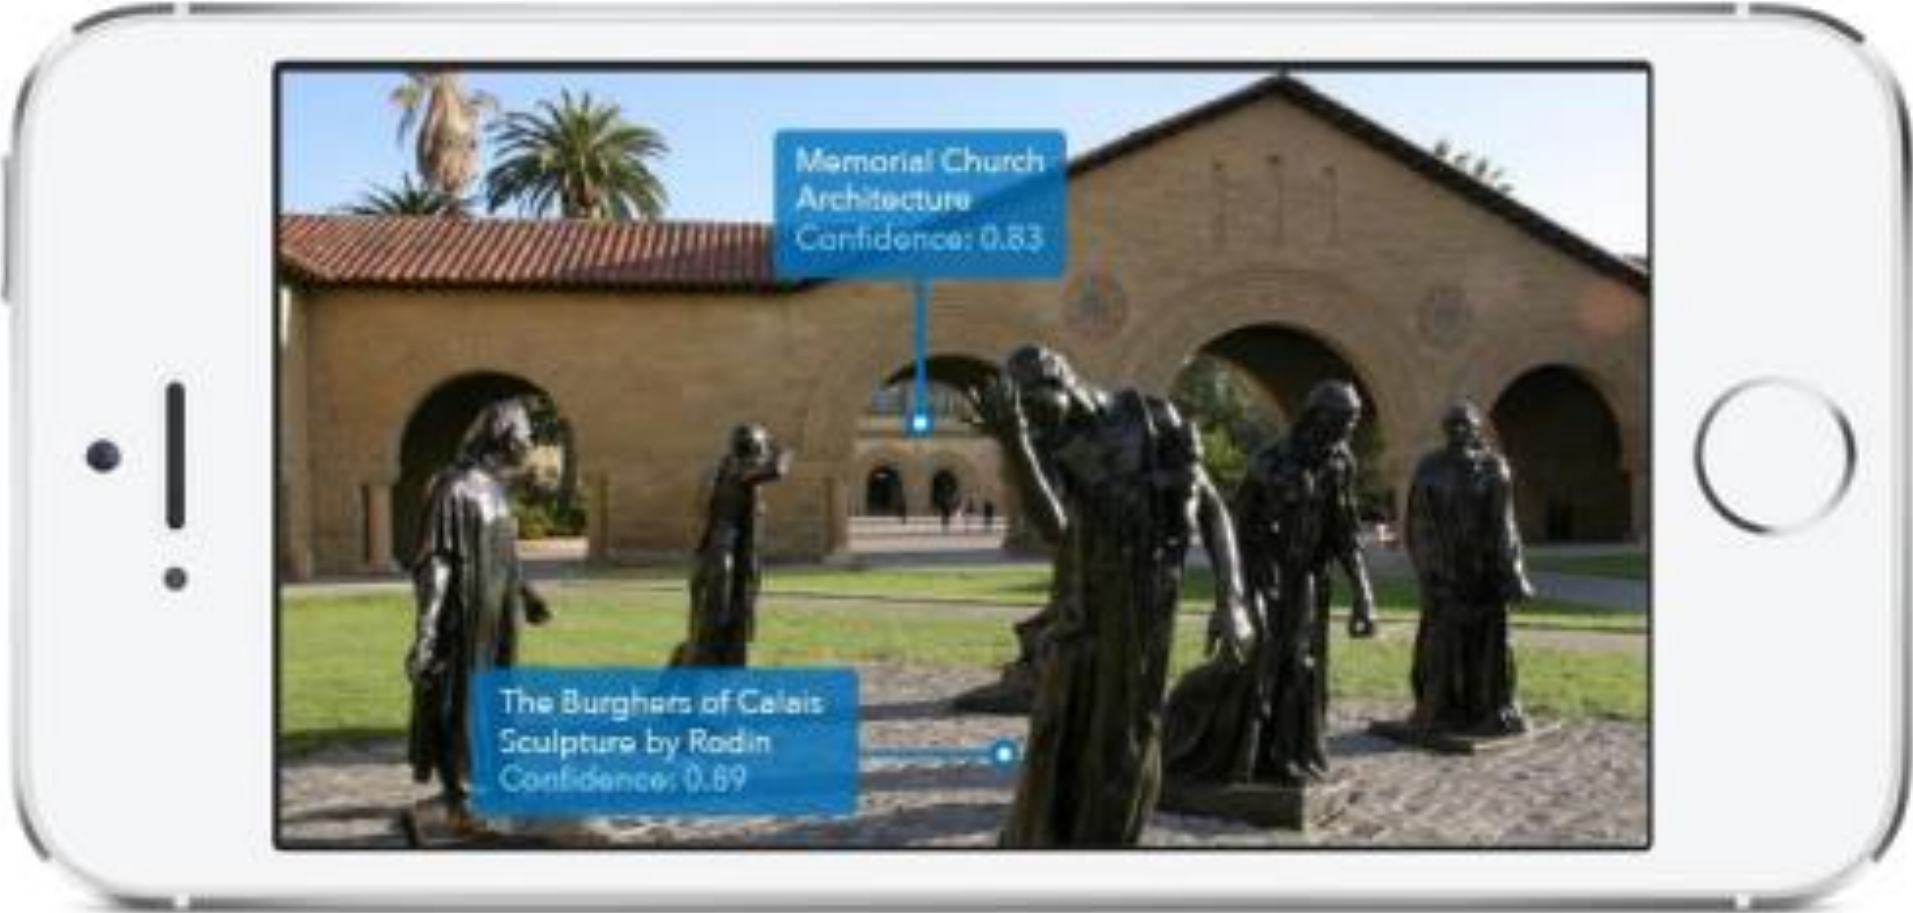 Memorial Church
Architecture
Confidence: 0.83
The Burghers of Calais
Sculpture by Rodin
Confidence: 0.89